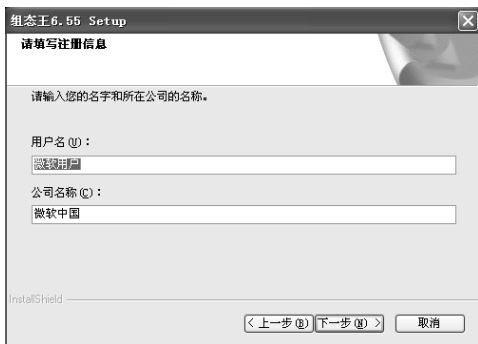 组态王6.55 Setup
请填写注册信息
请输入您的名字和所在公司的名称。
用户名(U)：
微软用户
公司名称(C)：
微软中国
InstallShield
< 上一步(B) 下一步(N) > 取消